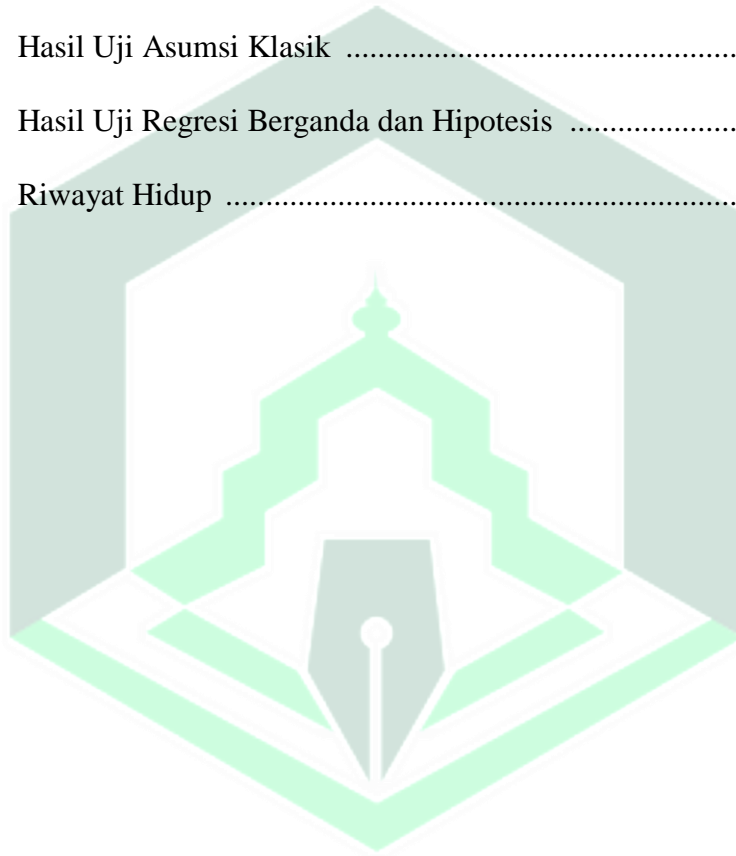 Hasil Uji Asumsi Klasik ..........................................
Hasil Uji Regresi Berganda dan Hipotesis ..................
Riwayat Hidup .......................................................